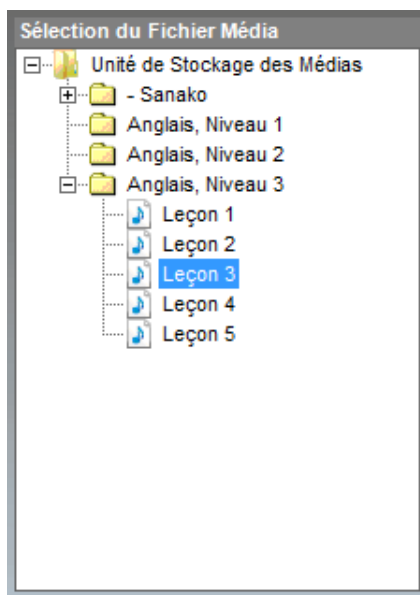 Sélection du Fichier Média
Unité de Stockage des Médias
- Sanako
Anglais, Niveau 1
Anglais, Niveau 2
Anglais, Niveau 3
Leçon 1
Leçon 2
Leçon 3
Leçon 4
Leçon 5